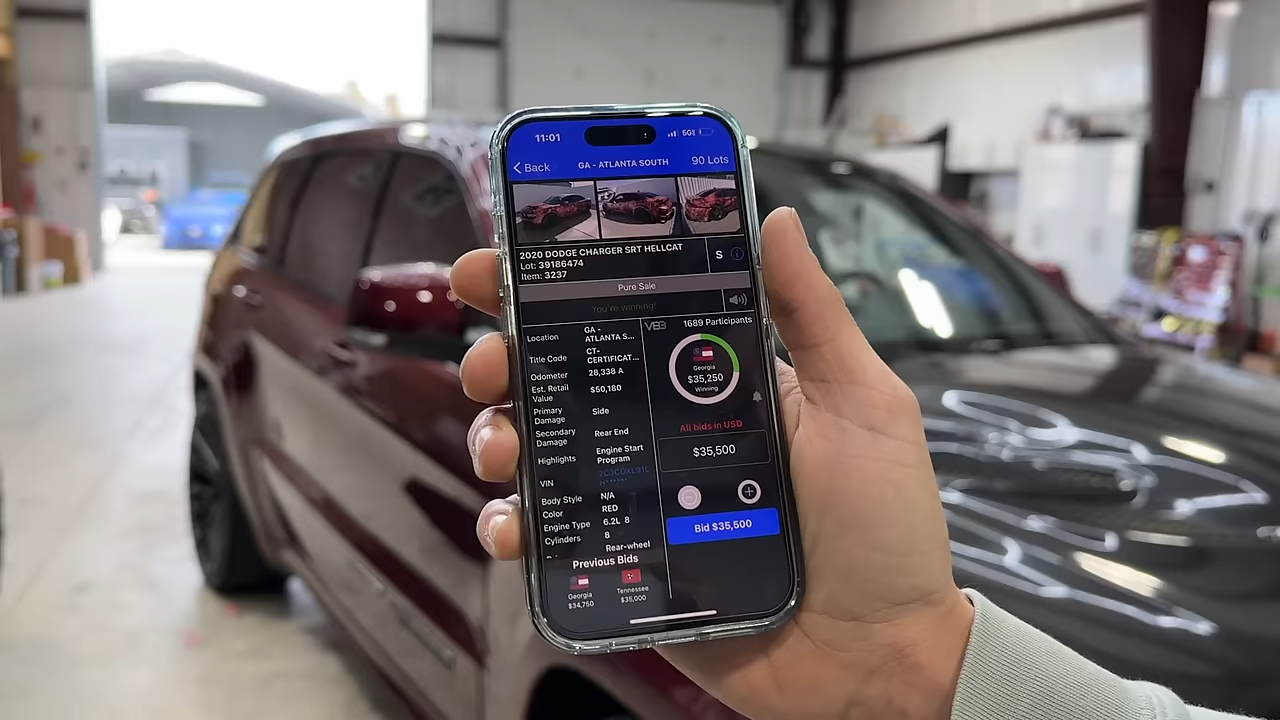 11:01
50%
Back
GA - ATLANTA SOUTH
90 Lots
2020 DODGE CHARGER SRT HELLCAT
Lot: 39186474
Item: 3237
S
Pure Sale
You're winning!
Location
GA -
ATLANTA S...
Title Code
CT-
CERTIFICAT...
Odometer
28,338 A
Est. Retail
Value
$50,180
Primary
Damage
Side
Secondary
Damage
Rear End
Highlights
Engine Start
Program
VIN
2C3CDXL91L
H******
Body Style
N/A
Color
RED
Engine Type
6.2L 8
Cylinders
8
Rear-wheel
Previous Bids
Georgia
$34,750
Tennessee
$35,000
VB3
1689 Participants
Georgia
$35,250
Winning
All bids in USD
$35,500
Bid $35,500